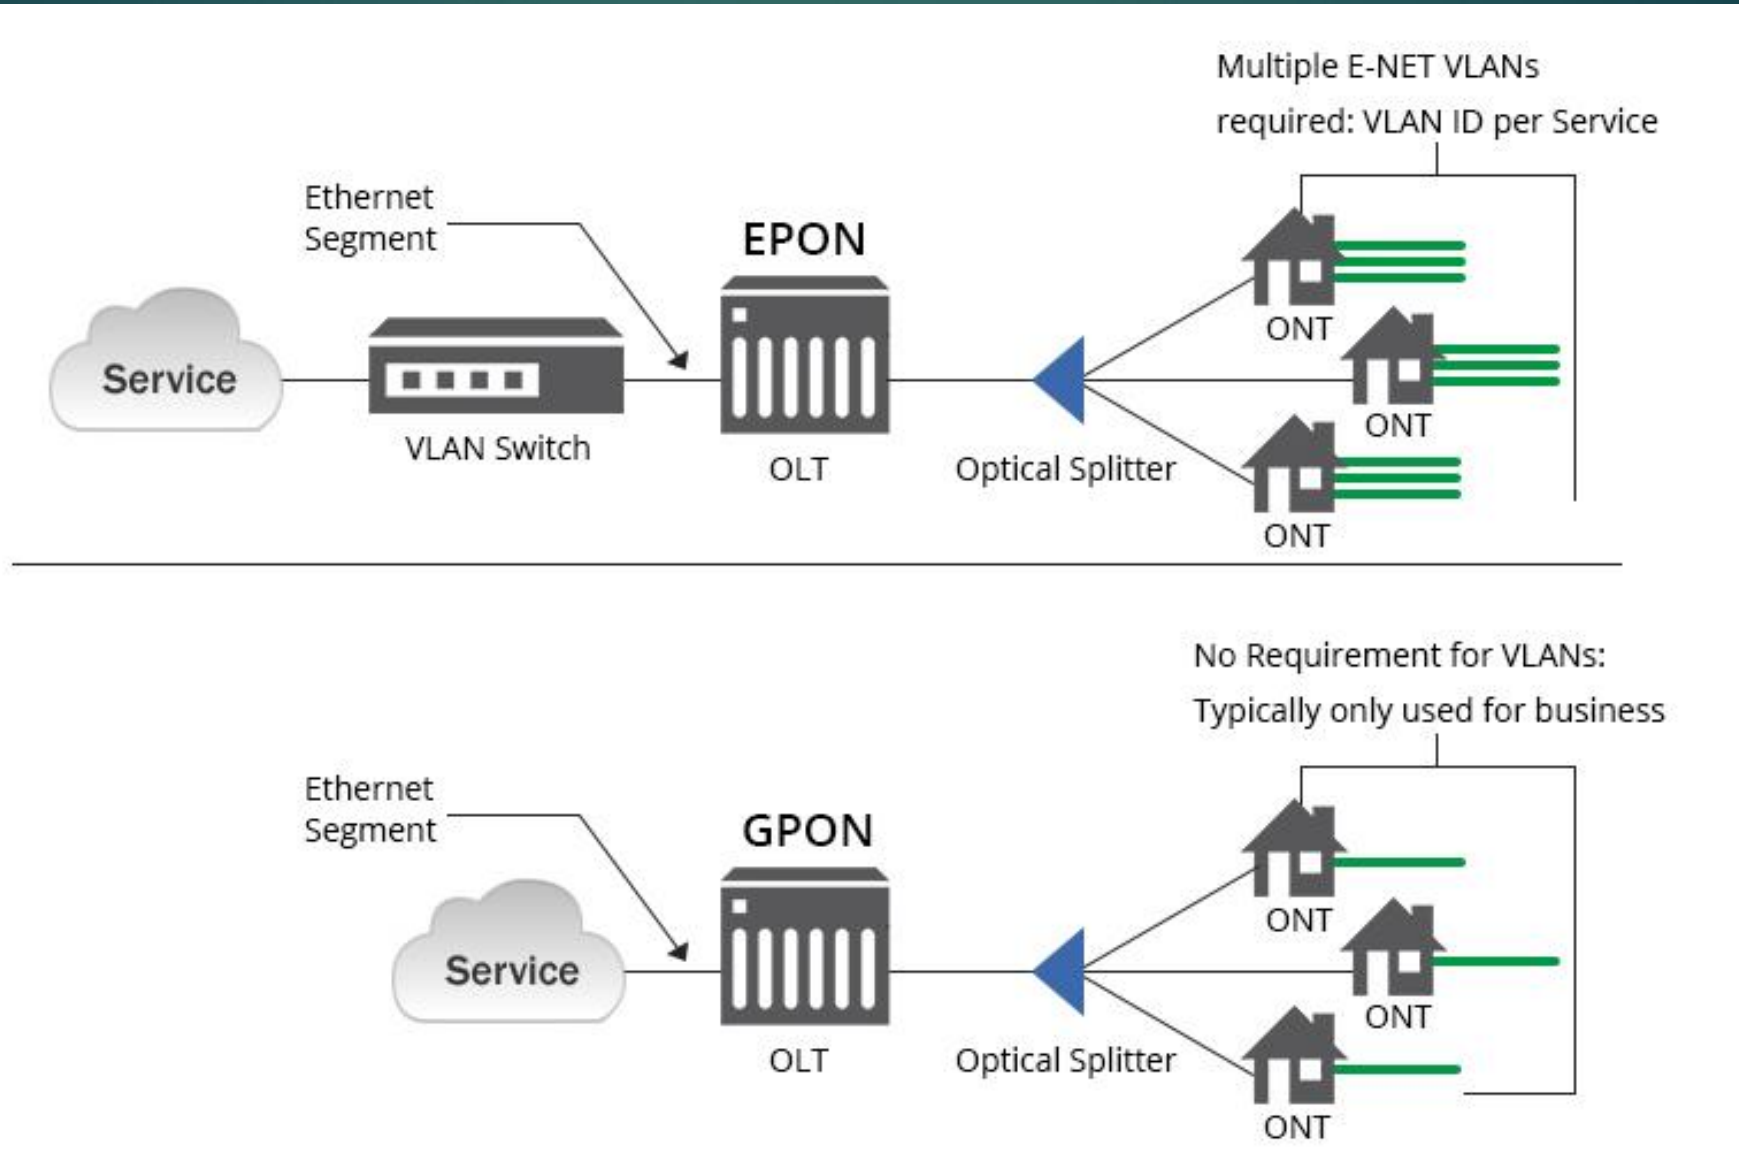 Multiple E-NET VLANs
required: VLAN ID per Service
Ethernet
Segment
EPON
Service
VLAN Switch
OLT
Optical Splitter
ONT
ONT
ONT
No Requirement for VLANs:
Typically only used for business
Ethernet
Segment
GPON
Service
OLT
Optical Splitter
ONT
ONT
ONT